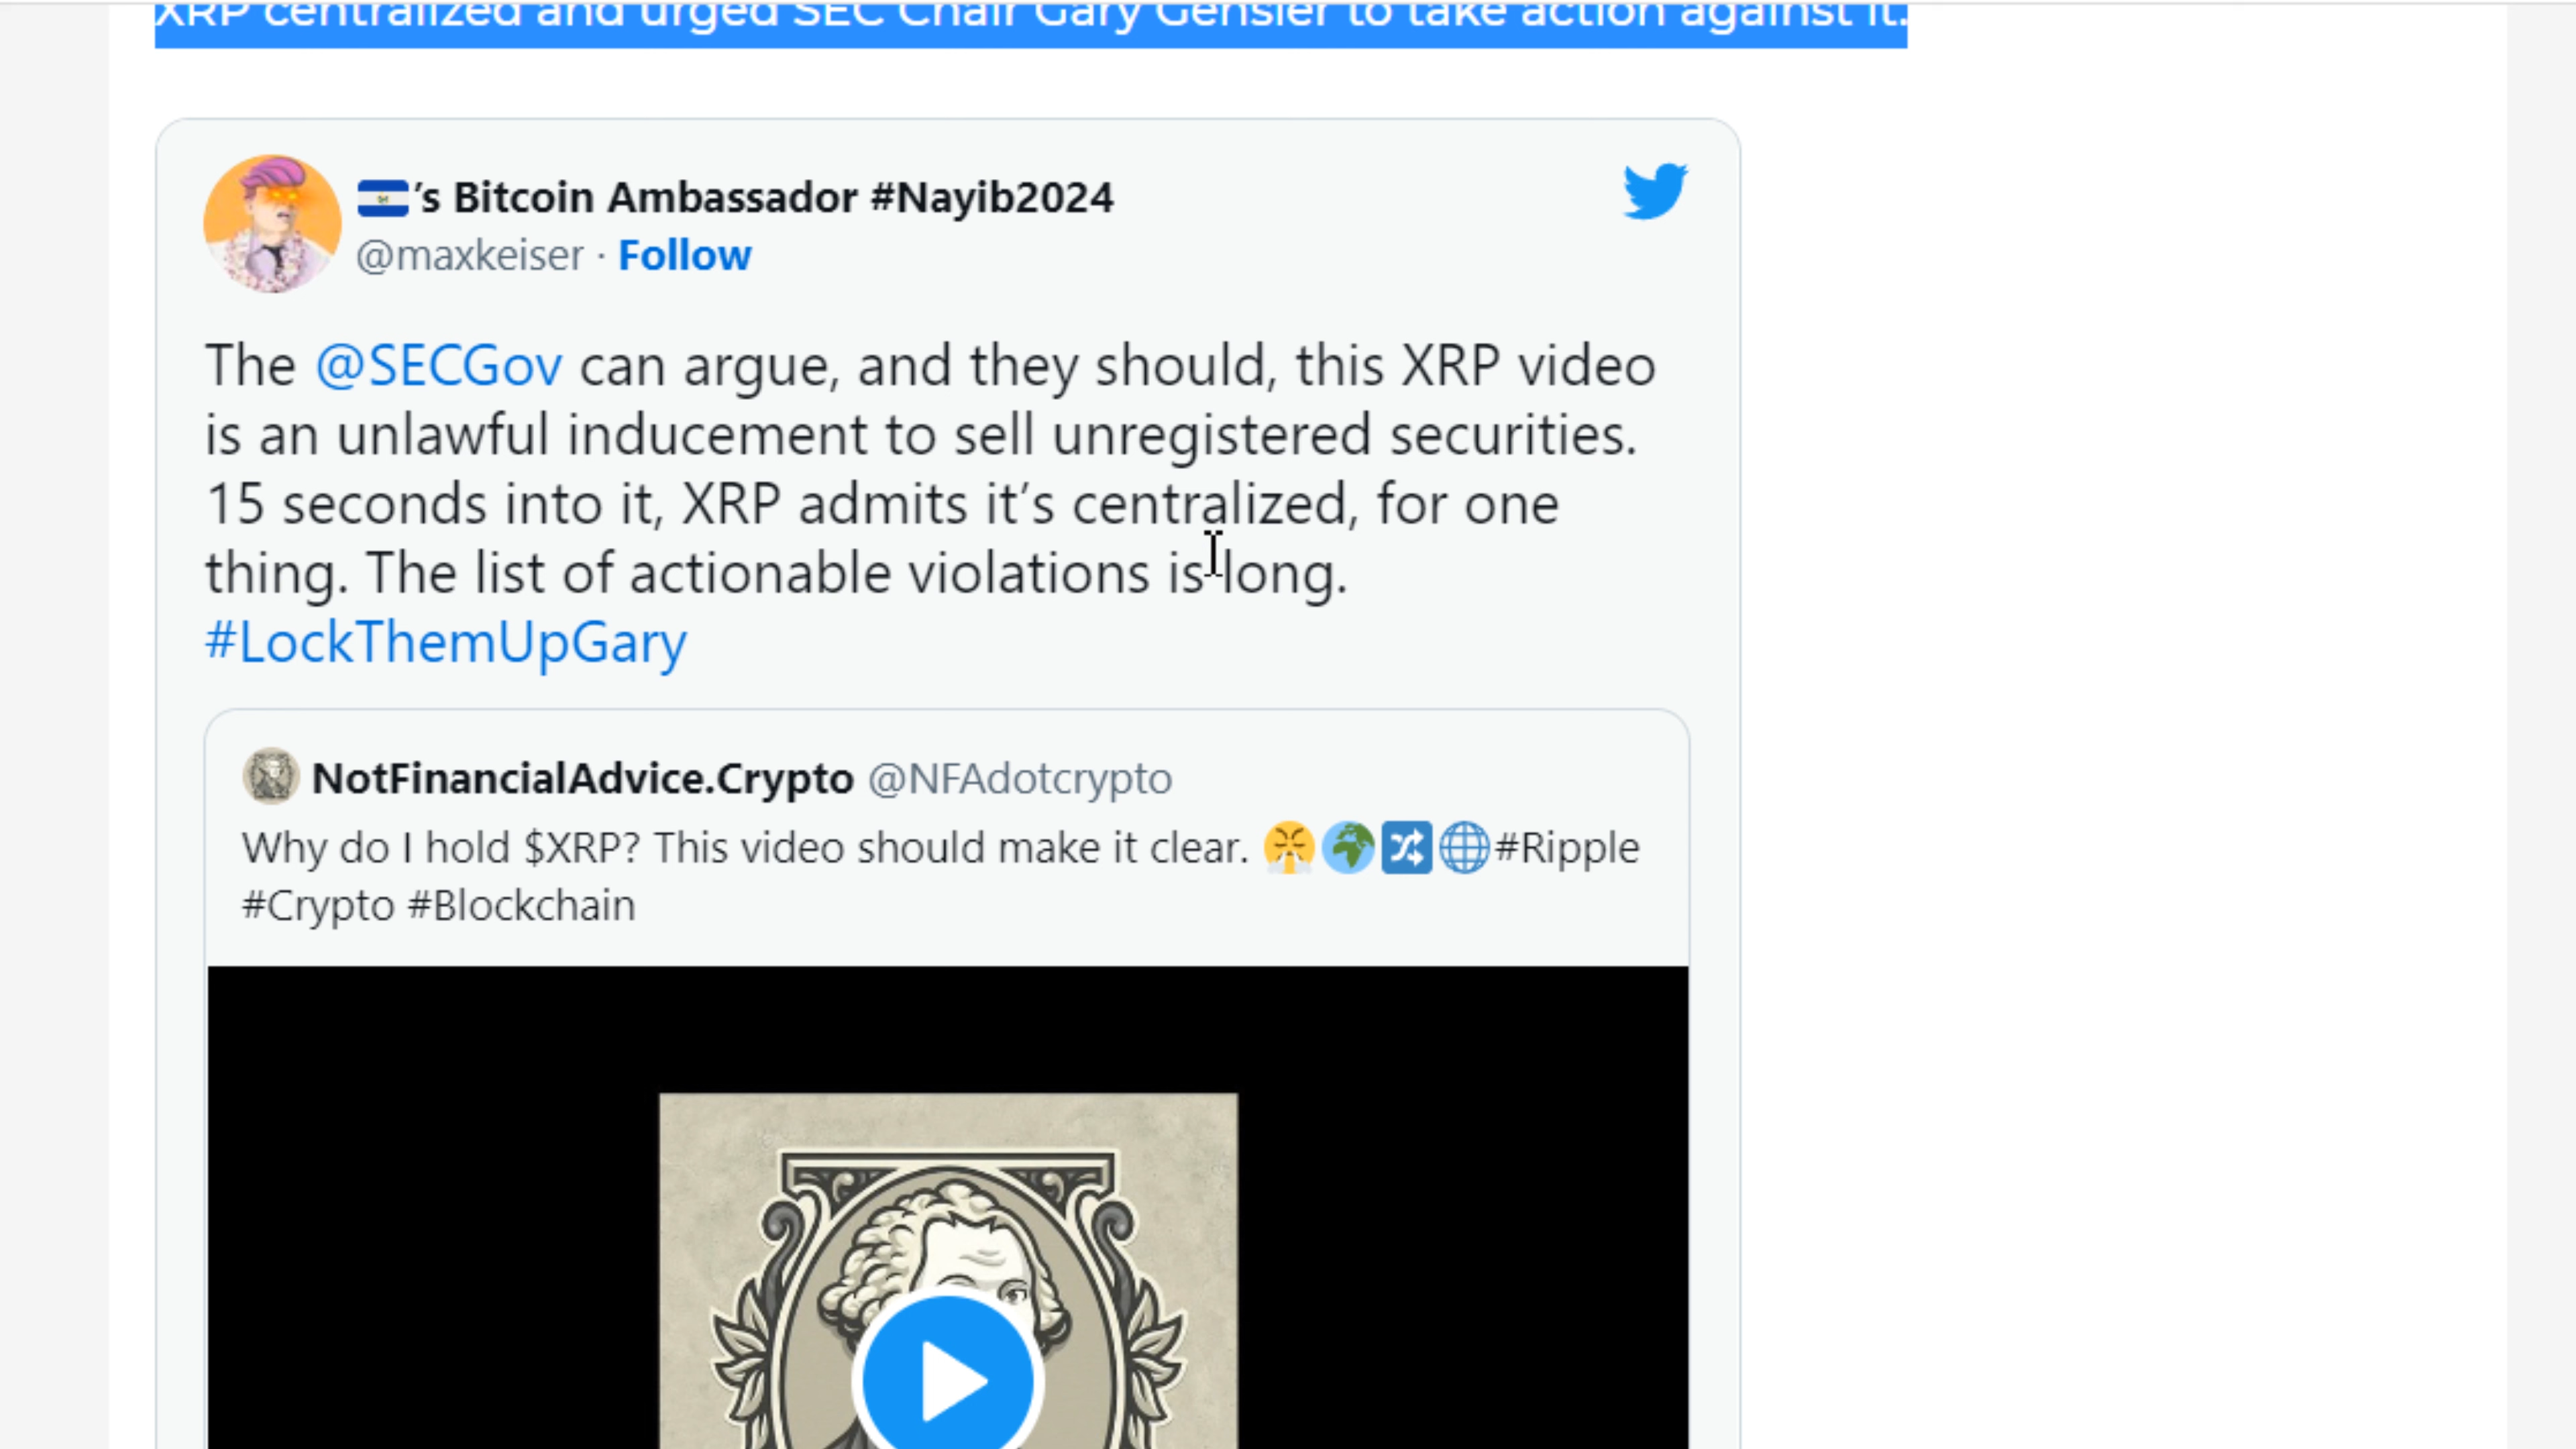 XRP centralized and urged SEC Chair Gary Gensler to take action against it.
🇸🇻's Bitcoin Ambassador #Nayib2024
@maxkeiser · Follow
The @SECGov can argue, and they should, this XRP video
is an unlawful inducement to sell unregistered securities.
15 seconds into it, XRP admits it’s centralized, for one
thing. The list of actionable violations is long.
#LockThemUpGary
NotFinancialAdvice.Crypto @NFAdotcrypto
Why do I hold $XRP? This video should make it clear. 😤🌍🔀🌐#Ripple
#Crypto #Blockchain